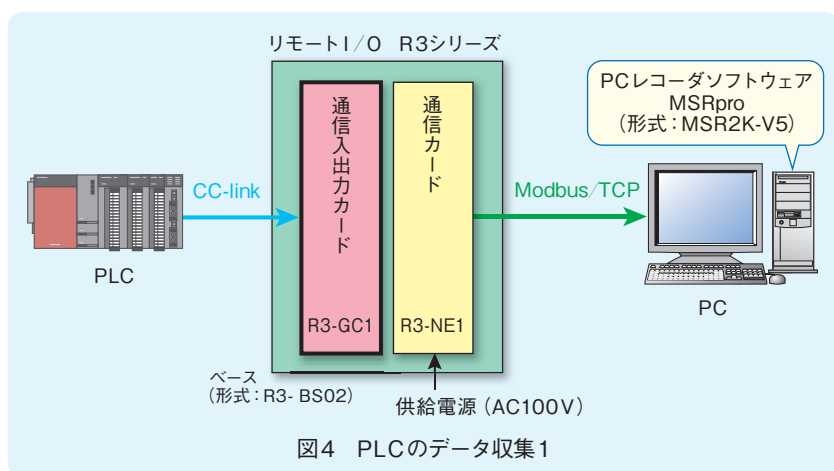 リモートI/O R3シリーズ
PCレコーダソフトウェア
MSRpro
(形式:MSR2K-V5)
通信入出力カード
通信カード
CC-link
Modbus/TCP
PLC
R3-GC1
R3-NE1
PC
ベース
(形式:R3- BS02)
供給電源(AC100V)
図4 PLCのデータ収集1